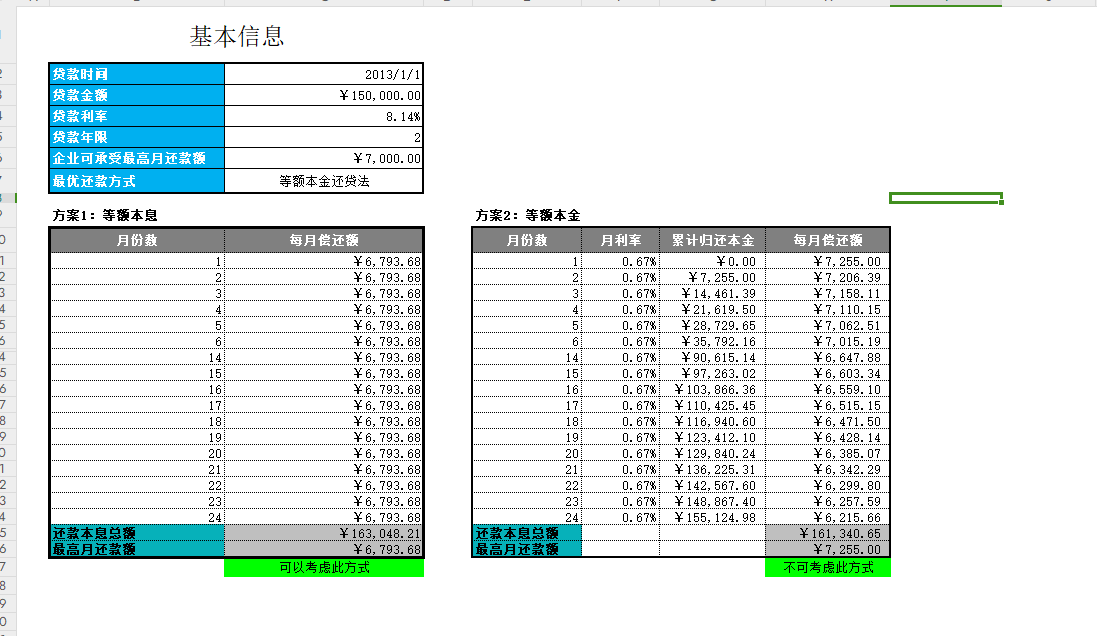 基本信息
贷款时间 2013/1/1
贷款金额 ￥150,000.00
贷款利率 8.14%
贷款年限 2
企业可承受最高月还款额 ￥7,000.00
最优还款方式 等额本金还贷法
方案1：等额本息
月份数 每月偿还额
1 ￥6,793.68
2 ￥6,793.68
3 ￥6,793.68
4 ￥6,793.68
5 ￥6,793.68
6 ￥6,793.68
14 ￥6,793.68
15 ￥6,793.68
16 ￥6,793.68
17 ￥6,793.68
18 ￥6,793.68
19 ￥6,793.68
20 ￥6,793.68
21 ￥6,793.68
22 ￥6,793.68
23 ￥6,793.68
24 ￥6,793.68
还款本息总额 ￥163,048.21
最高月还款额 ￥6,793.68
可以考虑此方式
方案2：等额本金
月份数 月利率 累计归还本金 每月偿还额
1 0.67% ￥0.00 ￥7,255.00
2 0.67% ￥7,255.00 ￥7,206.39
3 0.67% ￥14,461.39 ￥7,158.11
4 0.67% ￥21,619.50 ￥7,110.15
5 0.67% ￥28,729.65 ￥7,062.51
6 0.67% ￥35,792.16 ￥7,015.19
14 0.67% ￥90,615.14 ￥6,647.88
15 0.67% ￥97,263.02 ￥6,603.34
16 0.67% ￥103,866.36 ￥6,559.10
17 0.67% ￥110,425.45 ￥6,515.15
18 0.67% ￥116,940.60 ￥6,471.50
19 0.67% ￥123,412.10 ￥6,428.14
20 0.67% ￥129,840.24 ￥6,385.07
21 0.67% ￥136,225.31 ￥6,342.29
22 0.67% ￥142,567.60 ￥6,299.80
23 0.67% ￥148,867.40 ￥6,257.59
24 0.67% ￥155,124.98 ￥6,215.66
还款本息总额 ￥161,340.65
最高月还款额 ￥7,255.00
不可考虑此方式